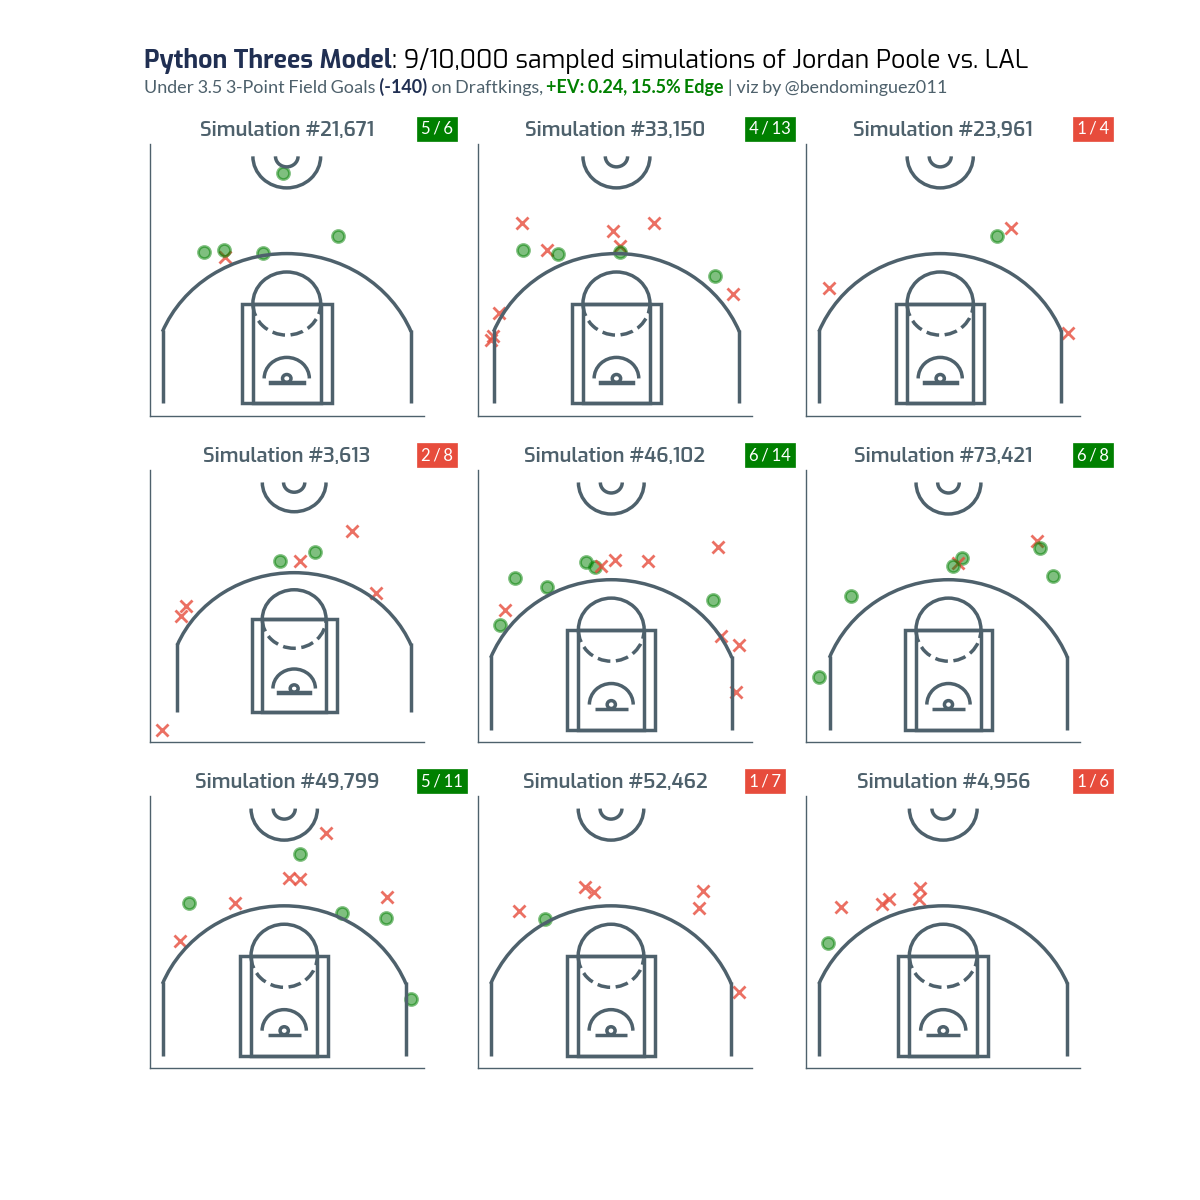 Python Threes Model: 9/10,000 sampled simulations of Jordan Poole vs. LAL
Under 3.5 3-Point Field Goals (-140) on Draftkings, +EV: 0.24, 15.5% Edge | viz by @bendominguez011
Simulation #21,671 5 / 6
Simulation #33,150 4 / 13
Simulation #23,961 1 / 4
Simulation #3,613 2 / 8
Simulation #46,102 6 / 14
Simulation #73,421 6 / 8
Simulation #49,799 5 / 11
Simulation #52,462 1 / 7
Simulation #4,956 1 / 6